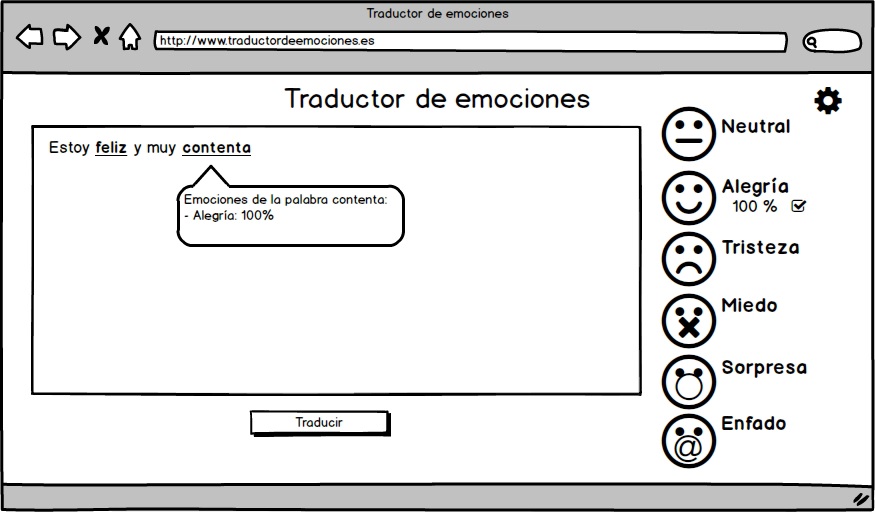 Traductor de emociones
http://www.traductordeemociones.es
Traductor de emociones
Estoy feliz y muy contenta
Emociones de la palabra contenta:
- Alegría: 100%
Traducir
Neutral
Alegría
100 %
Tristeza
Miedo
Sorpresa
Enfado
@